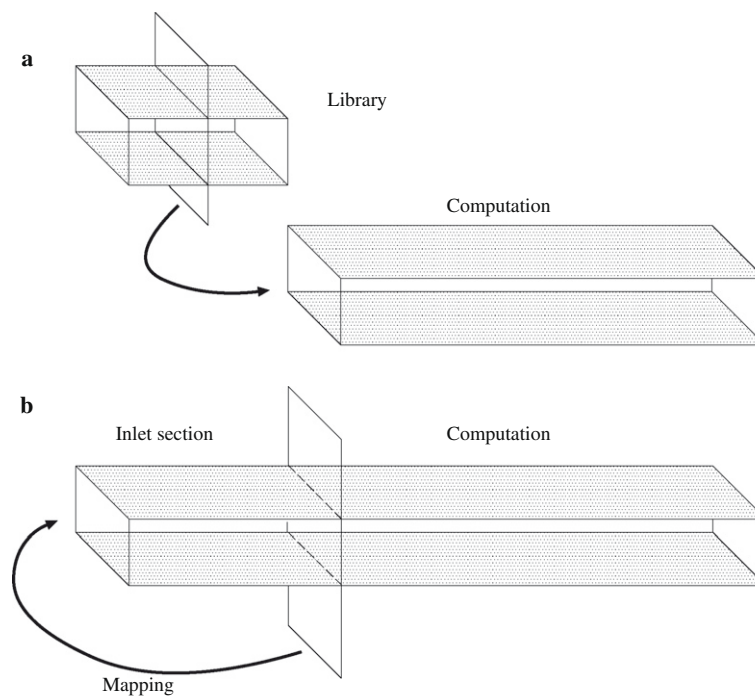 a
Library
Computation
b
Inlet section
Computation
Mapping